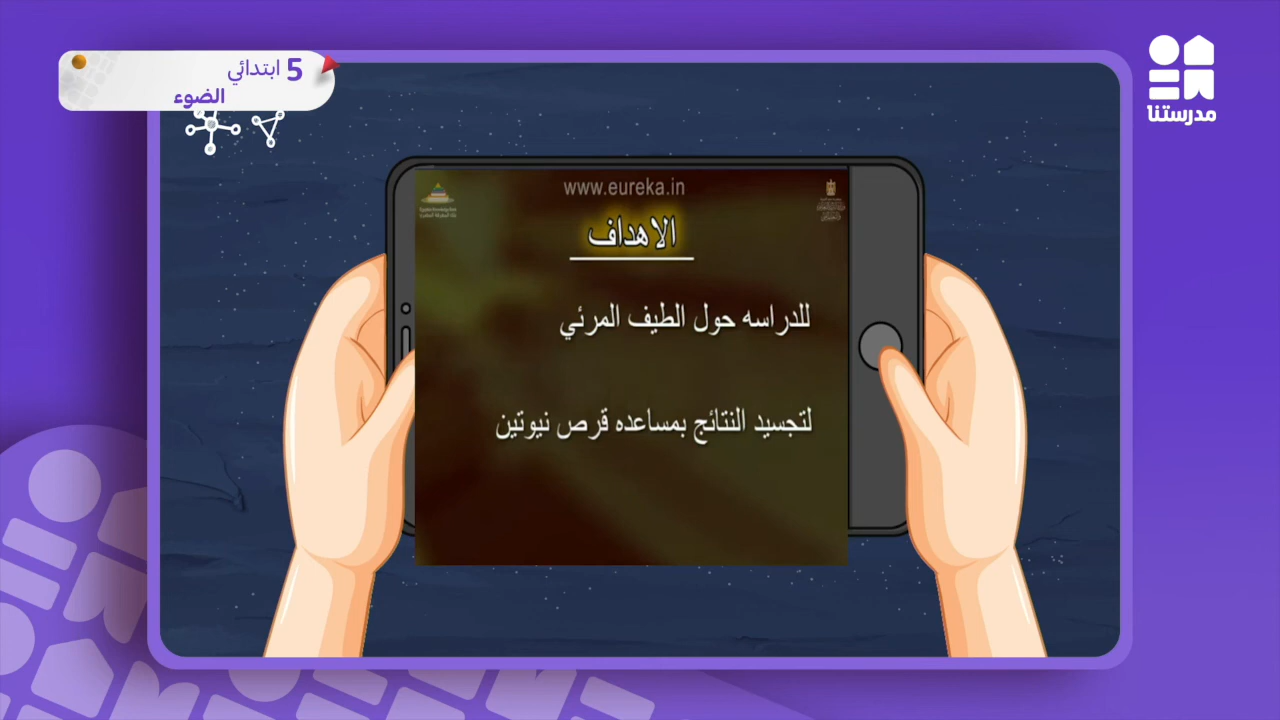 5 ابتدائي
الضوء
مدرستنا
www.eureka.in
الاهداف
للدراسه حول الطيف المرئي
لتجسيد النتائج بمساعده قرص نيوتين